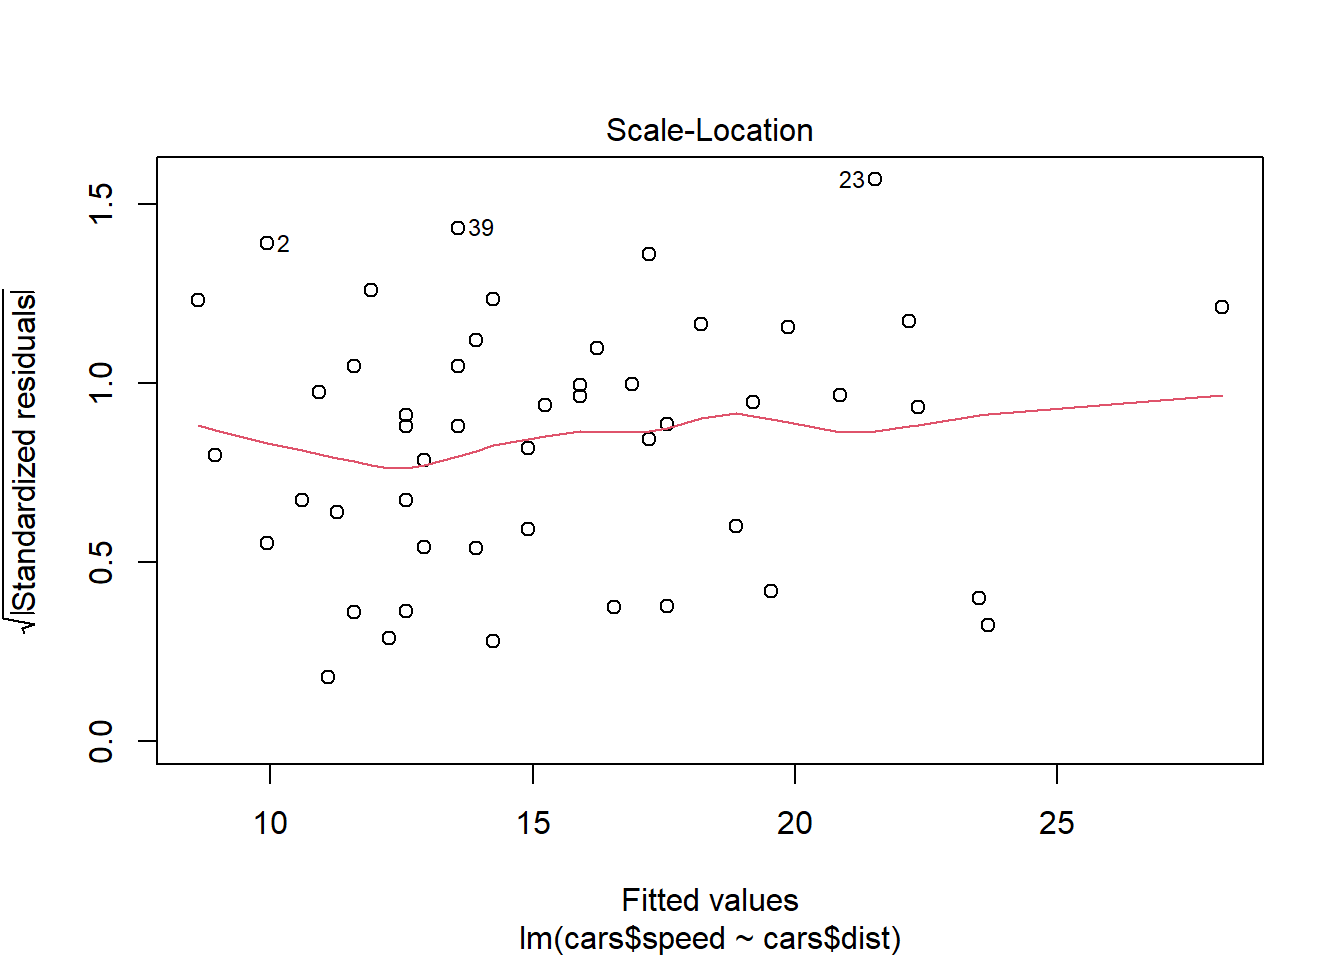 Scale-Location
√|Standardized residuals|
1.5
1.0
0.5
0.0
23
39
2
10 15 20 25
Fitted values
lm(cars$speed ~ cars$dist)